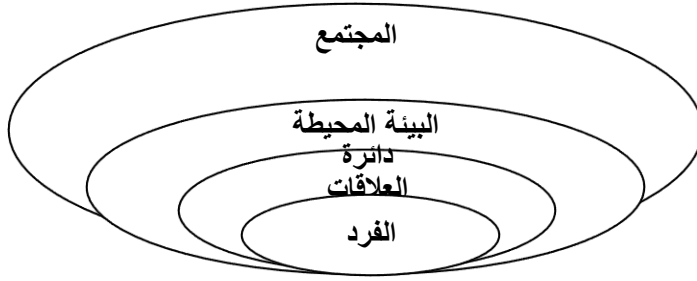 المجتمع
البيئة المحيطة
دائرة
العلاقات
الفرد